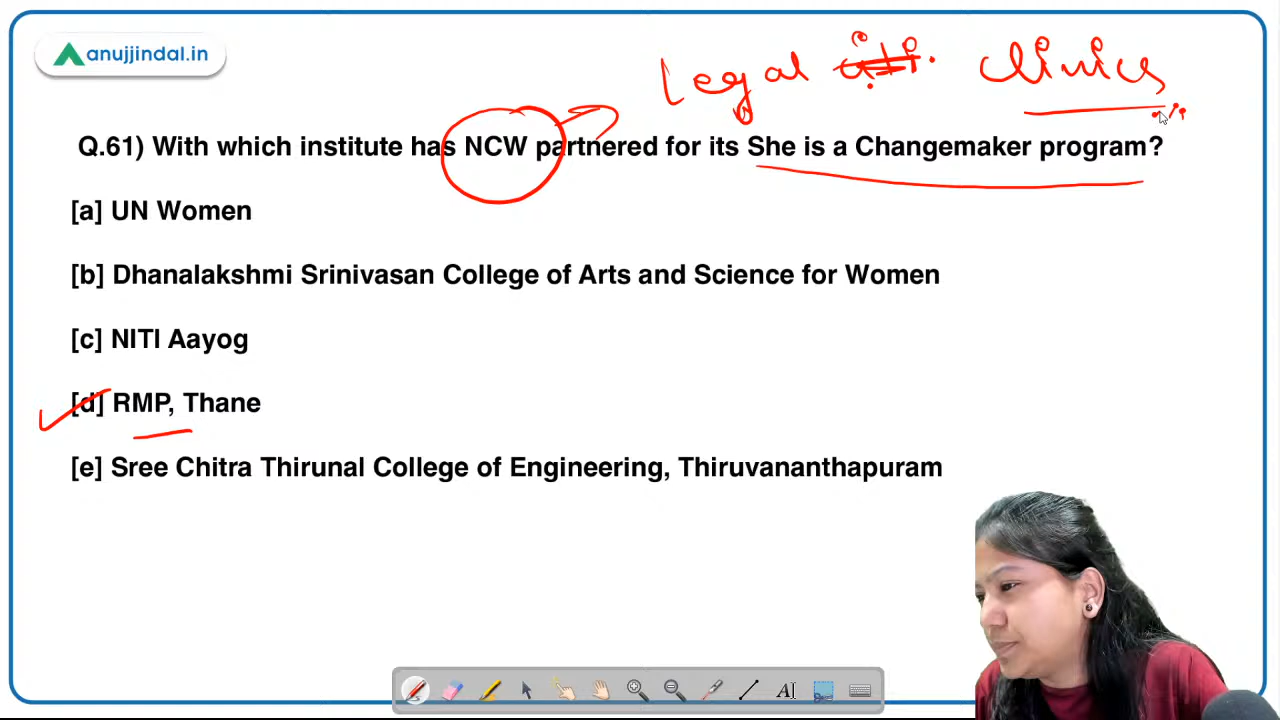 anujjindal.in
Legal clinics
Q.61) With which institute has NCW partnered for its She is a Changemaker program?
[a] UN Women
[b] Dhanalakshmi Srinivasan College of Arts and Science for Women
[c] NITI Aayog
[d] RMP, Thane
[e] Sree Chitra Thirunal College of Engineering, Thiruvananthapuram